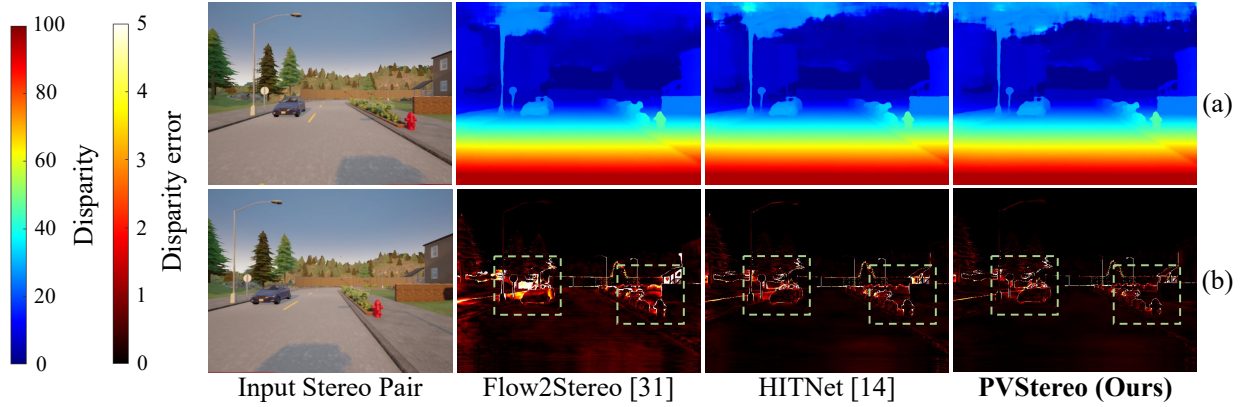 100
80
60
40
20
0
Disparity
5
4
3
2
1
0
Disparity error
(a)
(b)
Input Stereo Pair
Flow2Stereo [31]
HITNet [14]
PVStereo (Ours)